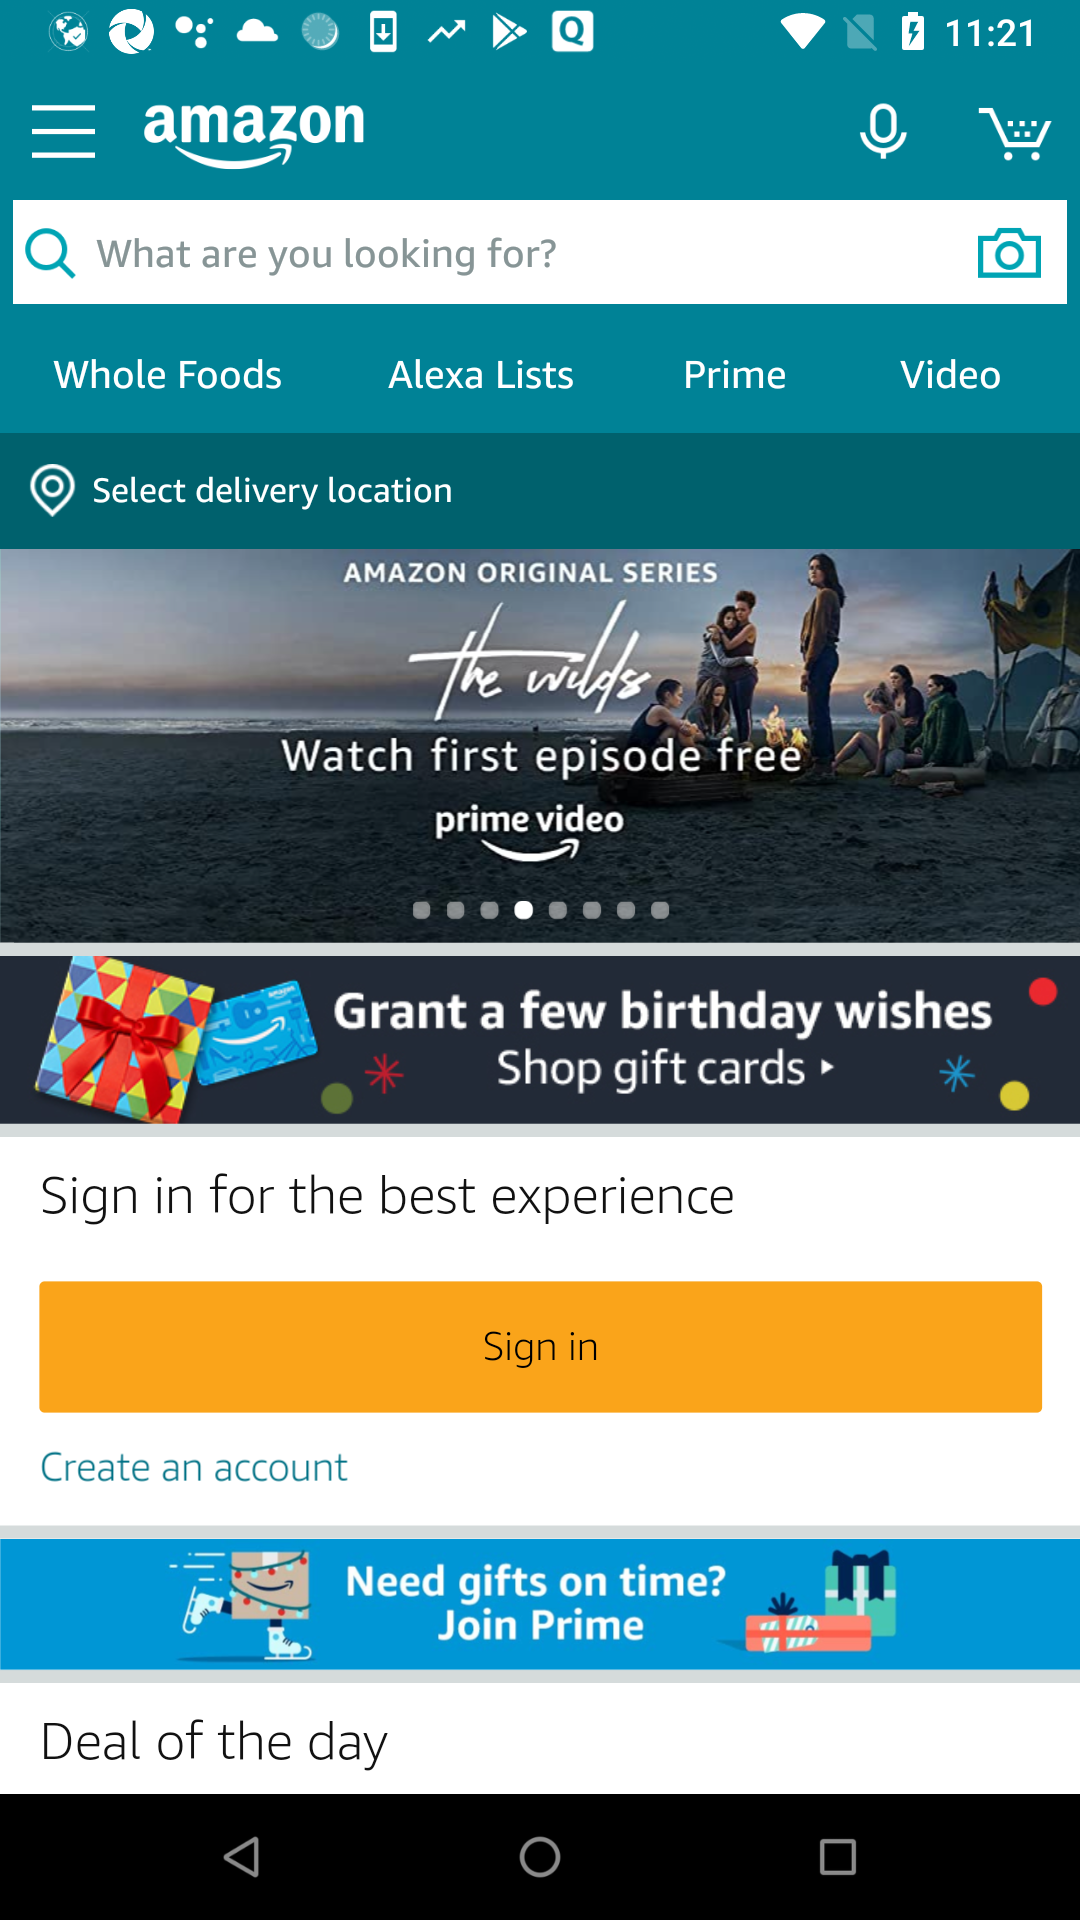 Q
11:21
amazon
What are you looking for?
Whole Foods
Alexa Lists
Prime
Video
Select delivery location
AMAZON ORIGINAL SERIES
the wilds
Watch first episode free
prime video
Grant a few birthday wishes
Shop gift cards
Sign in for the best experience
Sign in
Create an account
Need gifts on time?
Join Prime
Deal of the day